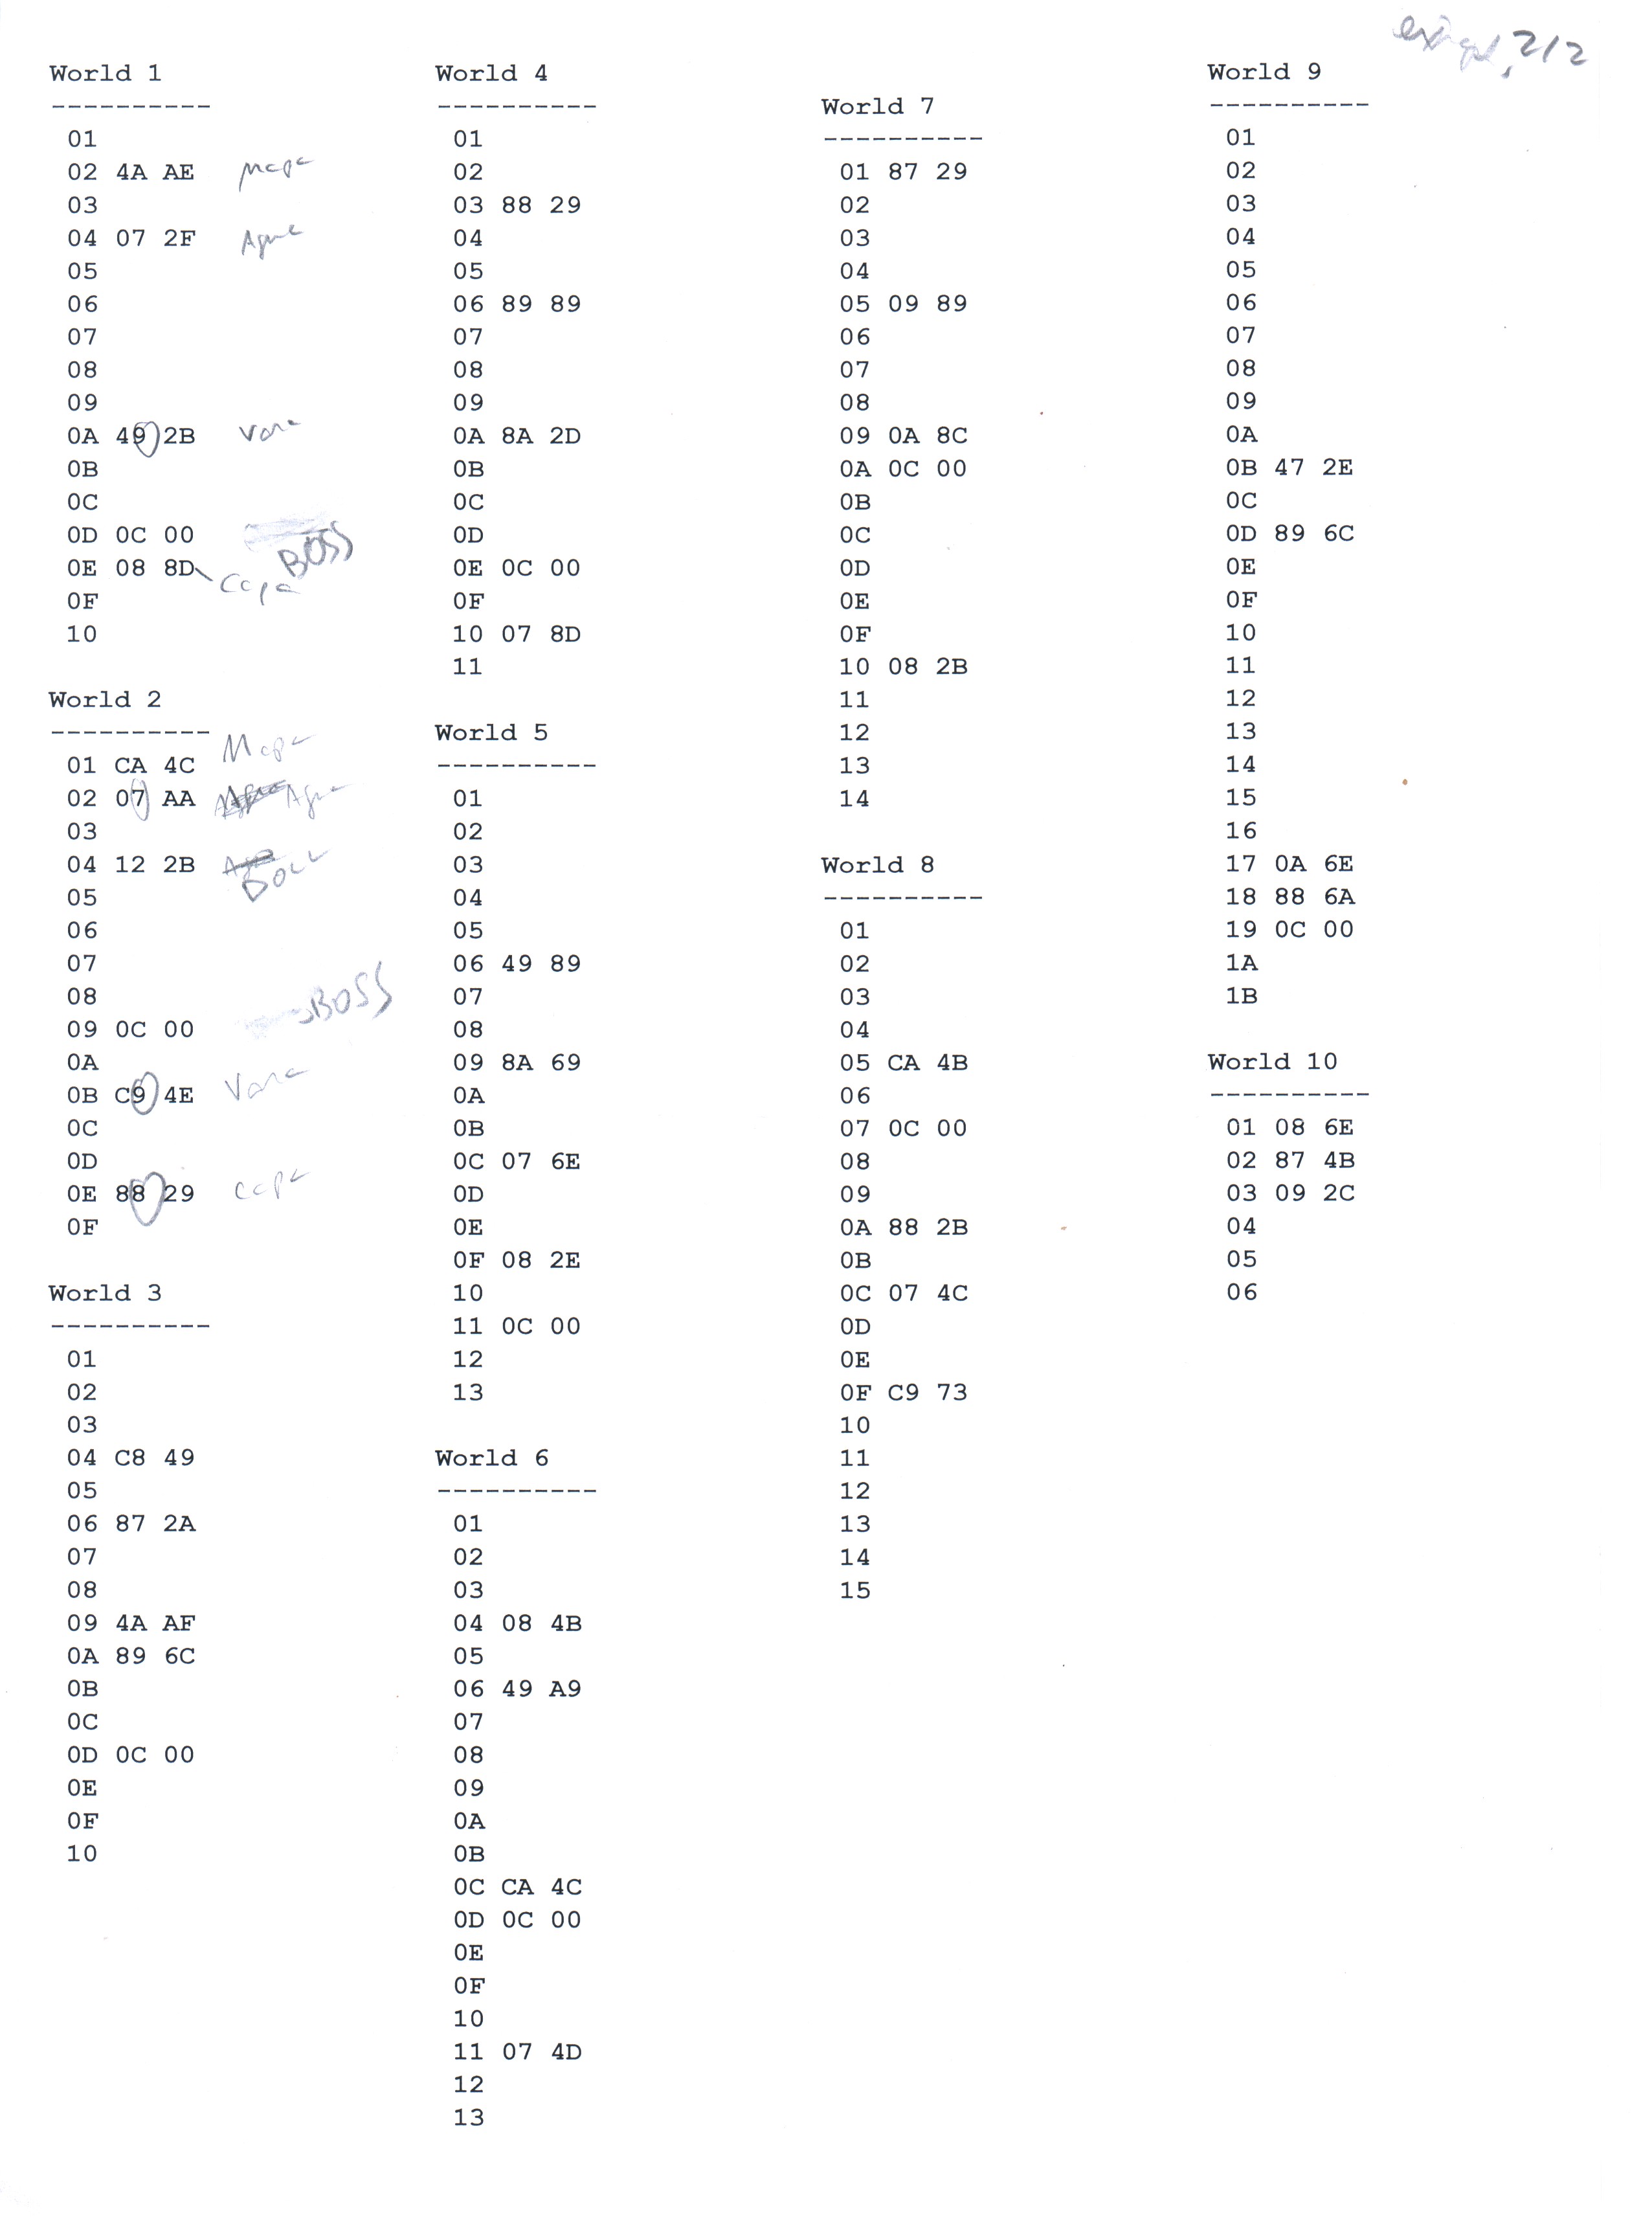 World 1
----------
01
02 4A AE Mapa
03
04 07 2F Agua
05
06
07
08
09
0A 49 2B Vara
0B
0C
0D 0C 00 BOSS
0E 08 8D Capa
0F
10
World 2
----------
01 CA 4C Mapa
02 07 AA Agua
03
04 12 2B
05
06
07
08
09 0C 00 BOSS
0A
0B C9 4E Vara
0C
0D
0E 88 29 capa
0F
World 3
----------
01
02
03
04 C8 49
05
06 87 2A
07
08
09 4A AF
0A 89 6C
0B
0C
0D 0C 00
0E
0F
10
World 4
----------
01
02
03 88 29
04
05
06 89 89
07
08
09
0A 8A 2D
0B
0C
0D
0E 0C 00
0F
10 07 8D
11
World 5
----------
01
02
03
04
05
06 49 89
07
08
09 8A 69
0A
0B
0C 07 6E
0D
0E
0F 08 2E
10
11 0C 00
12
13
World 6
----------
01
02
03
04 08 4B
05
06 49 A9
07
08
09
0A
0B
0C CA 4C
0D 0C 00
0E
0F
10
11 07 4D
12
13
World 7
----------
01 87 29
02
03
04
05 09 89
06
07
08
09 0A 8C
0A 0C 00
0B
0C
0D
0E
0F
10 08 2B
11
12
13
14
World 8
----------
01
02
03
04
05 CA 4B
06
07 0C 00
08
09
0A 88 2B
0B
0C 07 4C
0D
0E
0F C9 73
10
11
12
13
14
15
2/2
World 9
----------
01
02
03
04
05
06
07
08
09
0A
0B 47 2E
0C
0D 89 6C
0E
0F
10
11
12
13
14
15
16
17 0A 6E
18 88 6A
19 0C 00
1A
1B
World 10
----------
01 08 6E
02 87 4B
03 09 2C
04
05
06